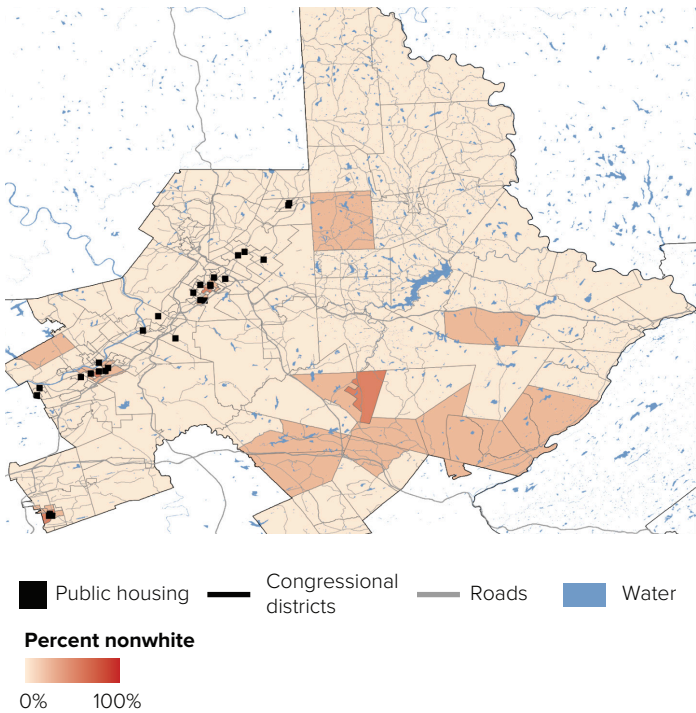 Public housing
Congressional
districts
Roads
Water
Percent nonwhite
0% 100%